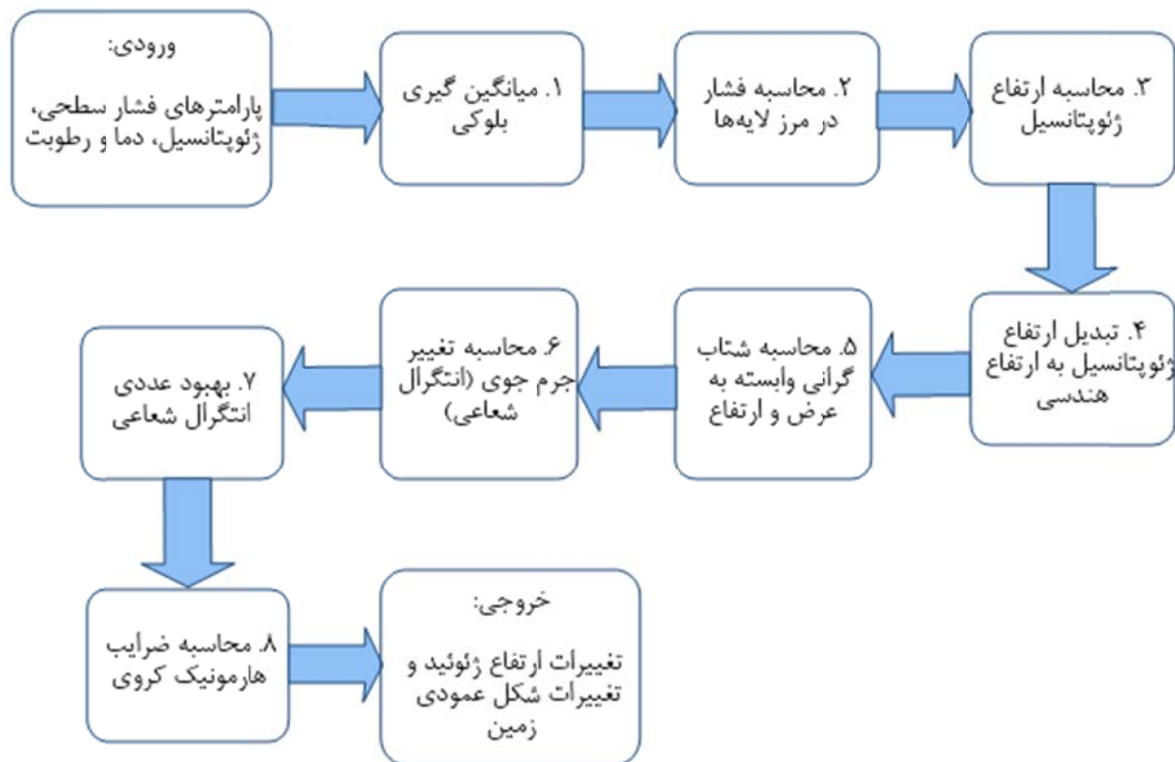 ورودی:
پارامترهای فشار سطحی،
ژئوپتانسیل، دما و رطوبت
۱. میانگین گیری
بلوکی
۲. محاسبه فشار
در مرز لایه‌ها
۳. محاسبه ارتفاع
ژئوپتانسیل
۴. تبدیل ارتفاع
ژئوپتانسیل به ارتفاع
هندسی
۵. محاسبه شتاب
گرانی وابسته به
عرض و ارتفاع
۶. محاسبه تغییر
جرم جوی (انتگرال
شعاعی)
۷. بهبود عددی
انتگرال شعاعی
۸. محاسبه ضرایب
هارمونیک کروی
خروجی:
تغییرات ارتفاع ژئوئید و
تغییرات شکل عمودی
زمین